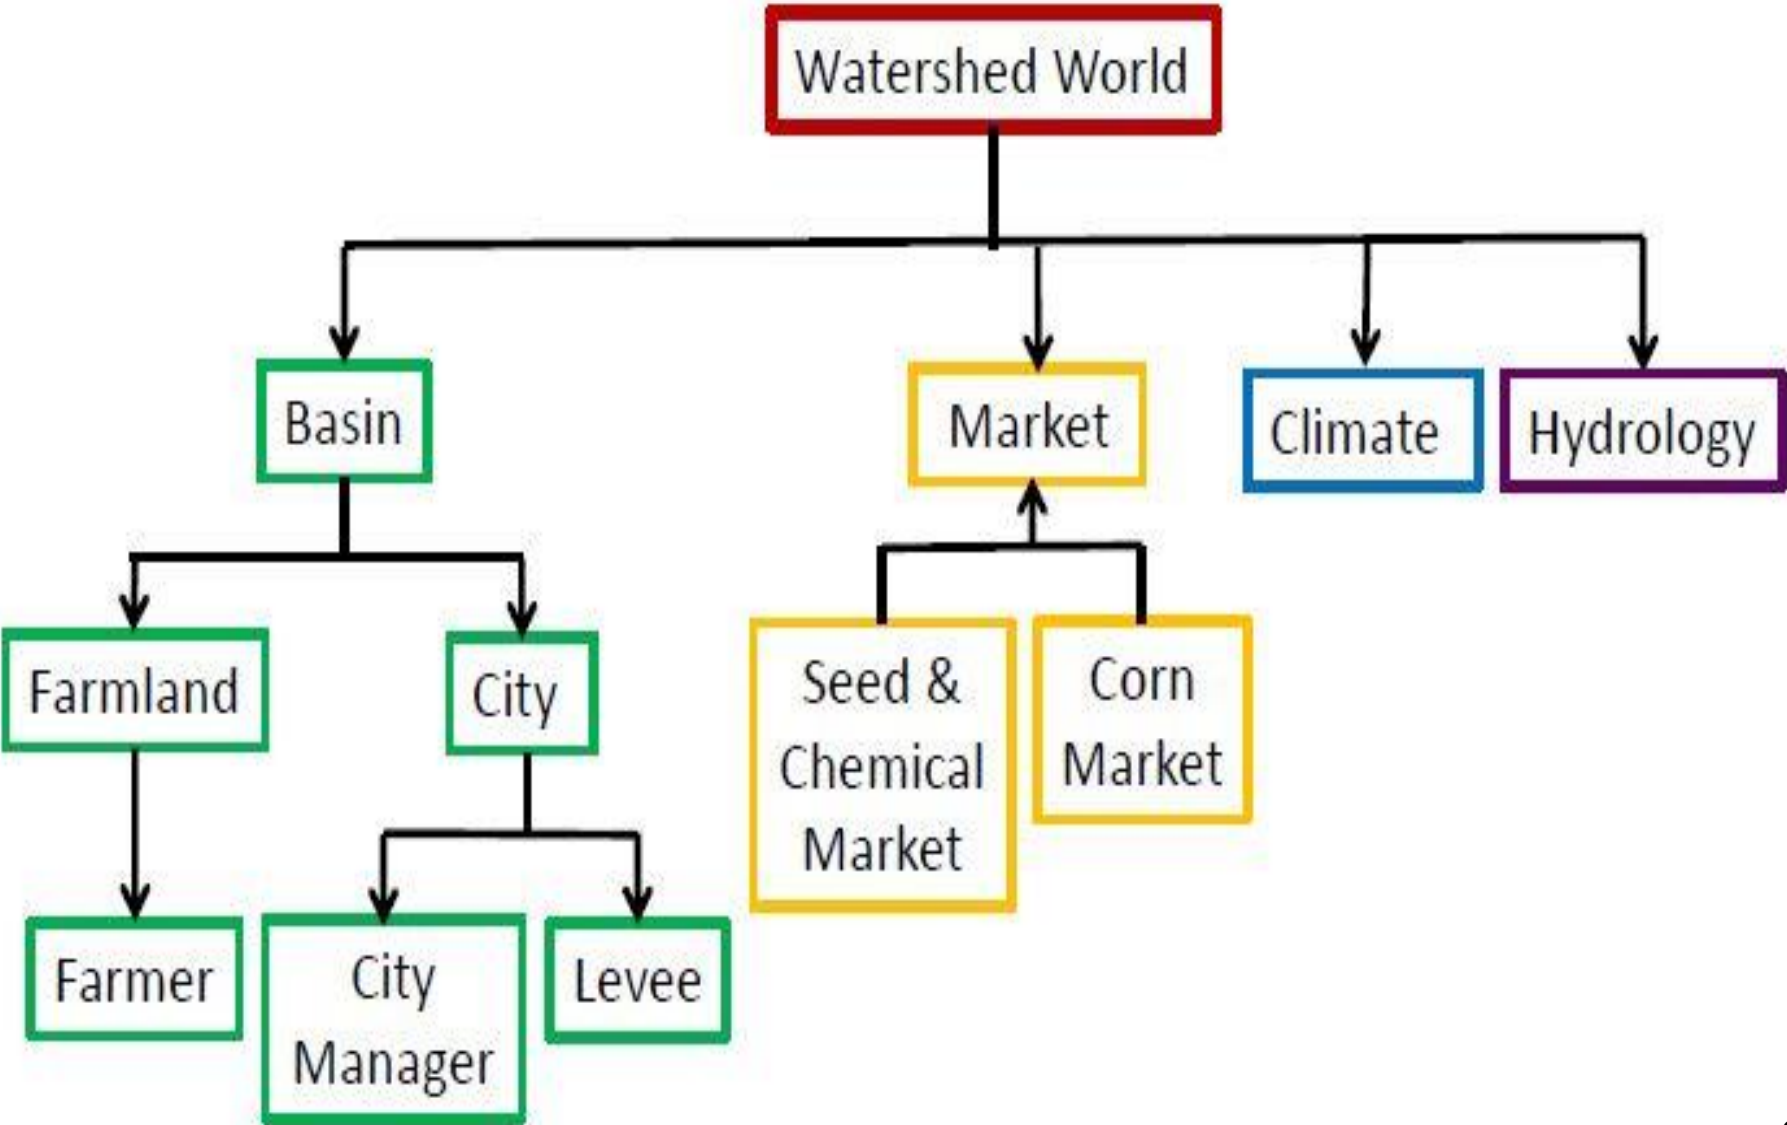 Watershed World
Basin
Market
Climate
Hydrology
Farmland
City
Seed &
Chemical
Market
Corn
Market
Farmer
City
Manager
Levee